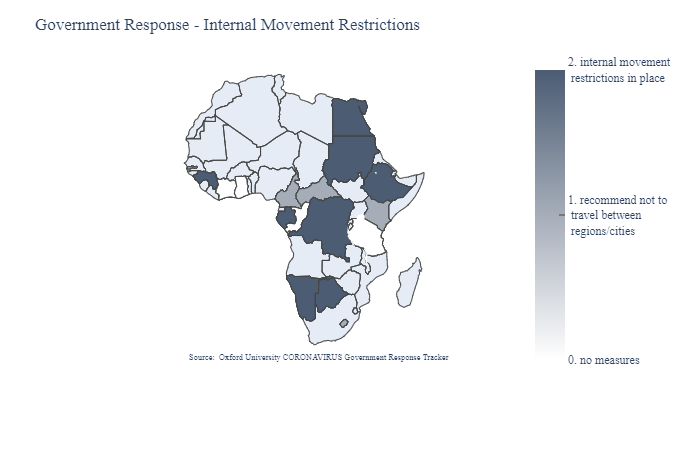 Government Response - Internal Movement Restrictions
2. internal movement
restrictions in place
1. recommend not to
travel between
regions/cities
0. no measures
Source: Oxford University CORONAVIRUS Government Response Tracker